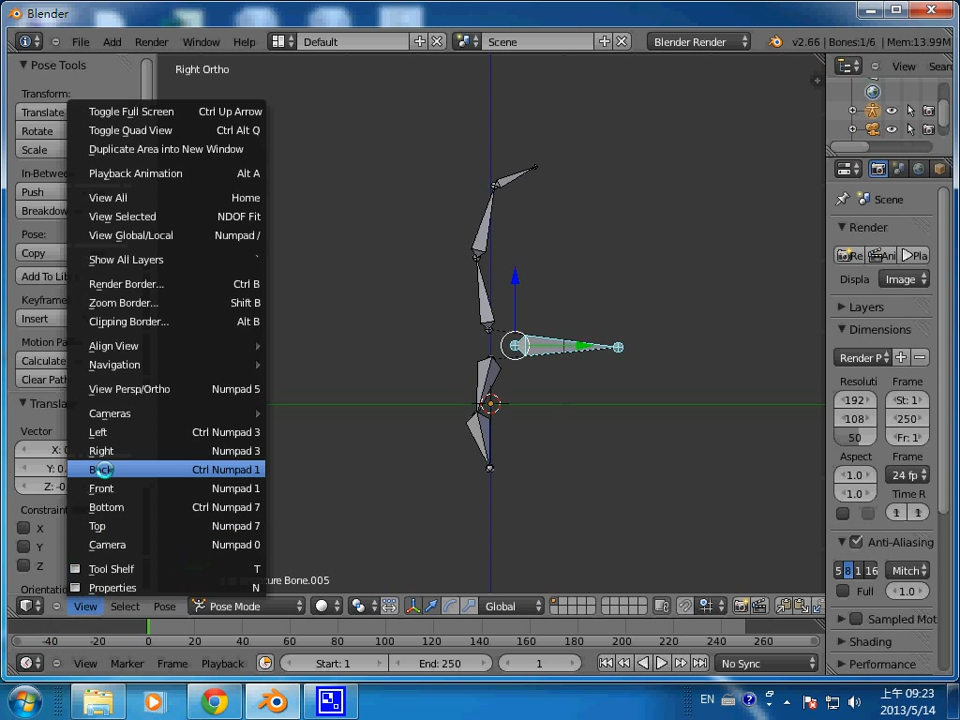 Blender
File Add Render Window Help Default Scene Blender Render v2.66 | Bones:1/6 | Mem:13.99M
Pose Tools
Right Ortho
View Sear
Transform:
Translate
Rotate
Scale
In-Between
Push
Breakdow
Pose:
Copy
Add To Lib
Keyframe
Insert
Motion Pa
Calculate
Clear Path
Translat
Vector
X: 0
Y: 0.
Z: -0
Constrain
X
Y
Z
Orientatio
Toggle Full Screen Ctrl Up Arrow
Toggle Quad View Ctrl Alt Q
Duplicate Area into New Window
Playback Animation Alt A
View All Home
View Selected NDOF Fit
View Global/Local Numpad /
Show All Layers `
Render Border... Ctrl B
Zoom Border... Shift B
Clipping Border... Alt B
Align View
Navigation
View Persp/Ortho Numpad 5
Cameras
Left Ctrl Numpad 3
Right Numpad 3
Back Ctrl Numpad 1
Front Numpad 1
Bottom Ctrl Numpad 7
Top Numpad 7
Camera Numpad 0
Tool Shelf T
Properties N
ture Bone.005
Scene
Render
Re Ani Pla
Displa Image
Layers
Dimensions
Render P
Resoluti Frame
192 St: 1
108 250
50 Fr: 1
Aspect Frame
1.0 24 fp
1.0 Time R
1 1
Anti-Aliasing
5 8 1 16 Mitch
Full 1.0
Sampled Mot
Shading
Performance
View Select Pose Pose Mode Global
-40 -20 0 20 40 60 80 100 120 140 160 180 200 220 240 260
View Marker Frame Playback Start: 1 End: 250 1 No Sync
EN 上午 09:23
2013/5/14